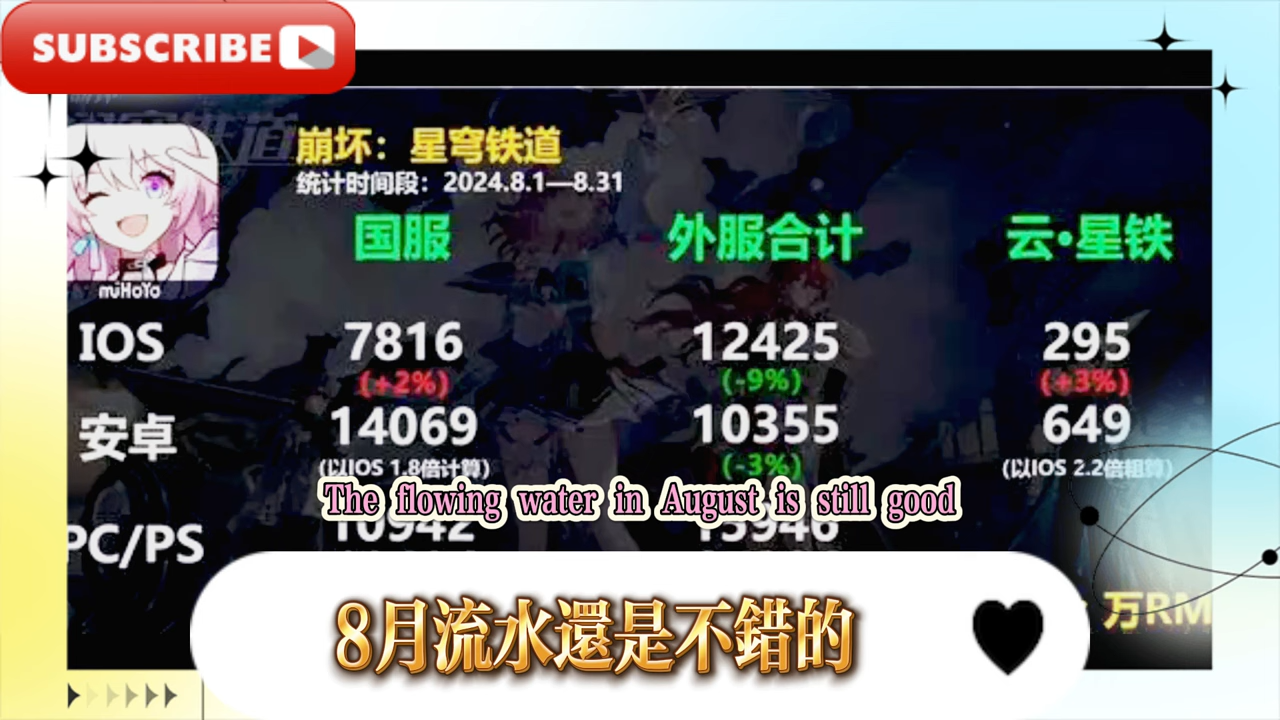 SUBSCRIBE
崩坏：星穹铁道
统计时间段：2024.8.1—8.31
国服 外服合计 云·星铁
miHoYo
IOS 7816 12425 295
(+2%) (-9%) (+3%)
安卓 14069 10355 649
(以IOS 1.8倍计算) (-3%) (以IOS 2.2倍粗算)
The flowing water in August is still good
PC/PS 10942 15946
万RM
8月流水還是不錯的